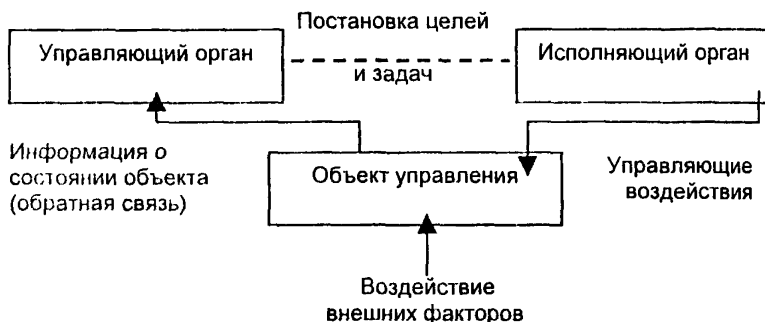 Постановка целей
Управляющий орган
Исполняющий орган
и задач
Информация о
состоянии объекта
(обратная связь)
Объект управления
Управляющие
воздействия
Воздействие
внешних факторов